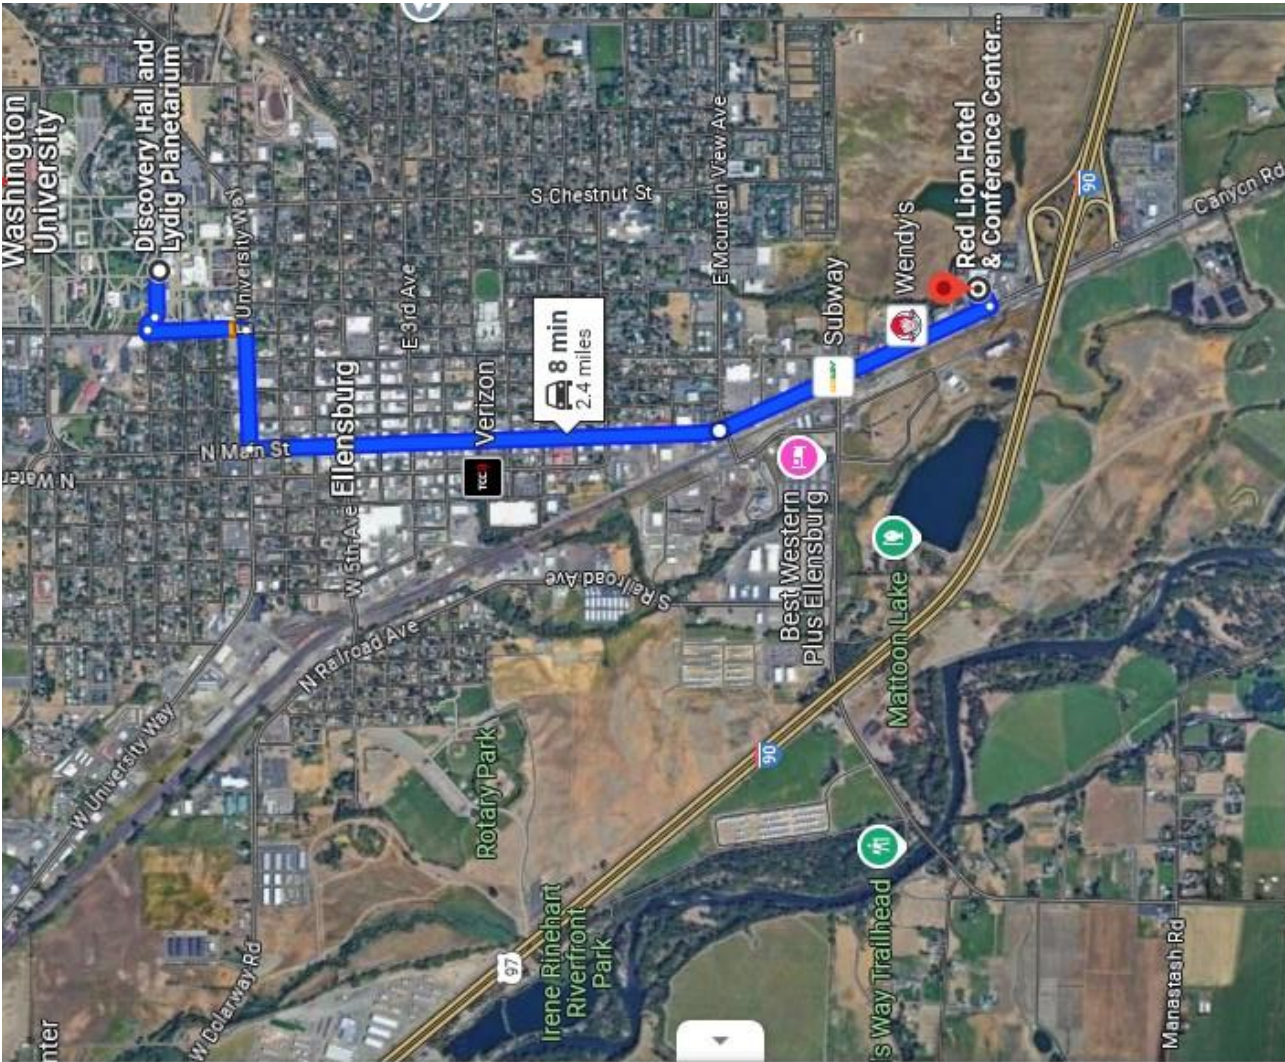 nter
Washington
University
N Water
W University Way
Discovery Hall and
Lydig Planetarium
W Dolarway Rd
N Main St
University Way
N Railroad Ave
Ellensburg
W 5th Ave
E 3rd Ave
Rotary Park
TCC
Verizon
97
Irene Rinehart
Riverfront
Park
8 min
2.4 miles
S Railroad Ave
S Chestnut St
E Mountain View Ave
90
Best Western
Plus Ellensburg
Subway
s Way Trailhead
Mattoon Lake
Wendy's
Red Lion Hotel
& Conference Center...
90
Manastash Rd
Canyon Rd